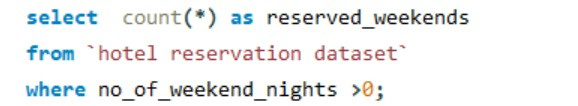 select  count(*) as reserved_weekends
from `hotel reservation dataset`
where no_of_weekend_nights >0;